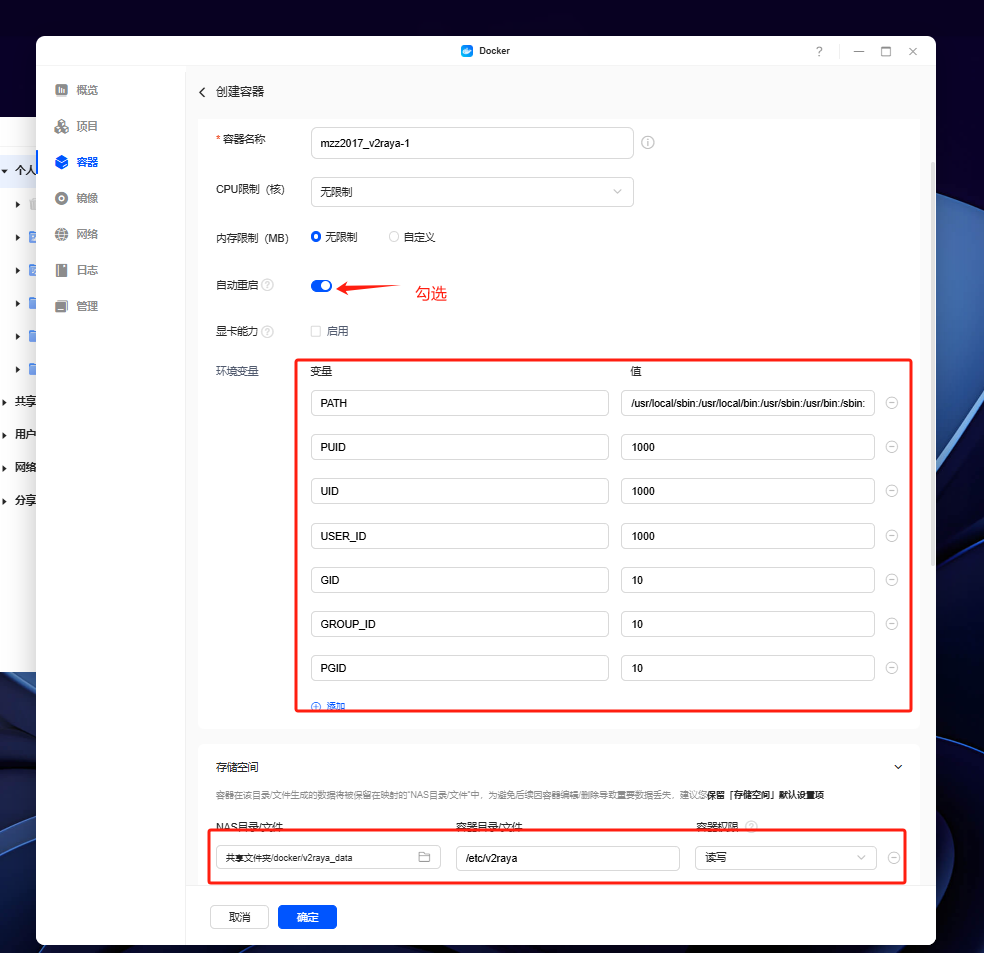 Docker
?
概览
项目
容器
镜像
网络
日志
管理
个人
共享
用户
网络
分享
创建容器
* 容器名称
mzz2017_v2raya-1
CPU限制（核）
无限制
内存限制（MB）
无限制
自定义
自动重启
勾选
显卡能力
启用
环境变量
变量 值
PATH /usr/local/sbin:/usr/local/bin:/usr/sbin:/usr/bin:/sbin:
PUID 1000
UID 1000
USER_ID 1000
GID 10
GROUP_ID 10
PGID 10
添加
存储空间
容器在该目录/文件生成的数据将被保留在映射的“NAS目录/文件”中，为避免后续因容器编辑/删除导致重要数据丢失，建议您保留「存储空间」默认设置项
NAS目录/文件 容器目录/文件 容器权限
共享文件夹/docker/v2raya_data /etc/v2raya 读写
取消 确定